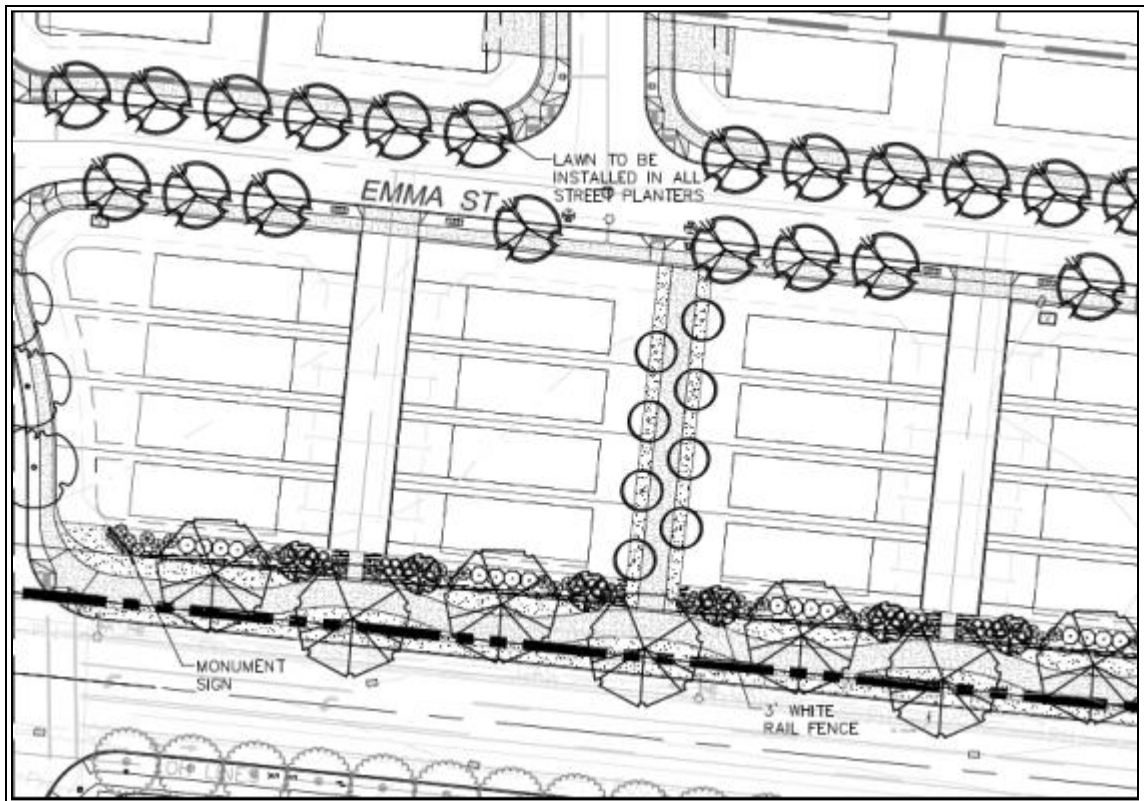 LAWN TO BE
INSTALLED IN ALL
STREET PLANTERS
EMMA ST
MONUMENT
SIGN
3' WHITE
RAIL FENCE